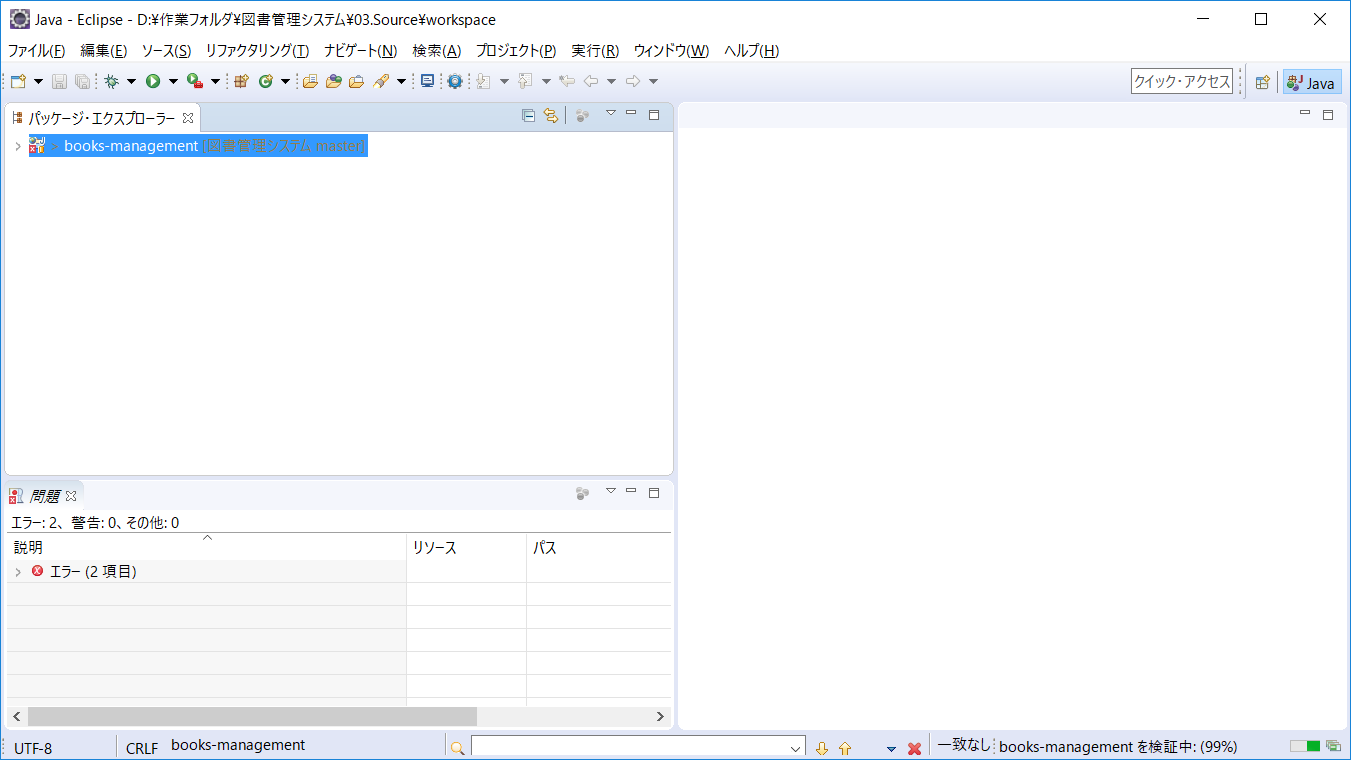 Java - Eclipse - D:¥作業フォルダ¥図書管理システム¥03.Source¥workspace
ファイル(F) 編集(E) ソース(S) リファクタリング(T) ナビゲート(N) 検索(A) プロジェクト(P) 実行(R) ウィンドウ(W) ヘルプ(H)
クイック・アクセス Java
パッケージ・エクスプローラー
books-management [図書管理システム master]
問題
エラー: 2、警告: 0、その他: 0
説明 リソース パス
エラー (2 項目)
UTF-8 CRLF books-management 一致なし books-management を検証中: (99%)